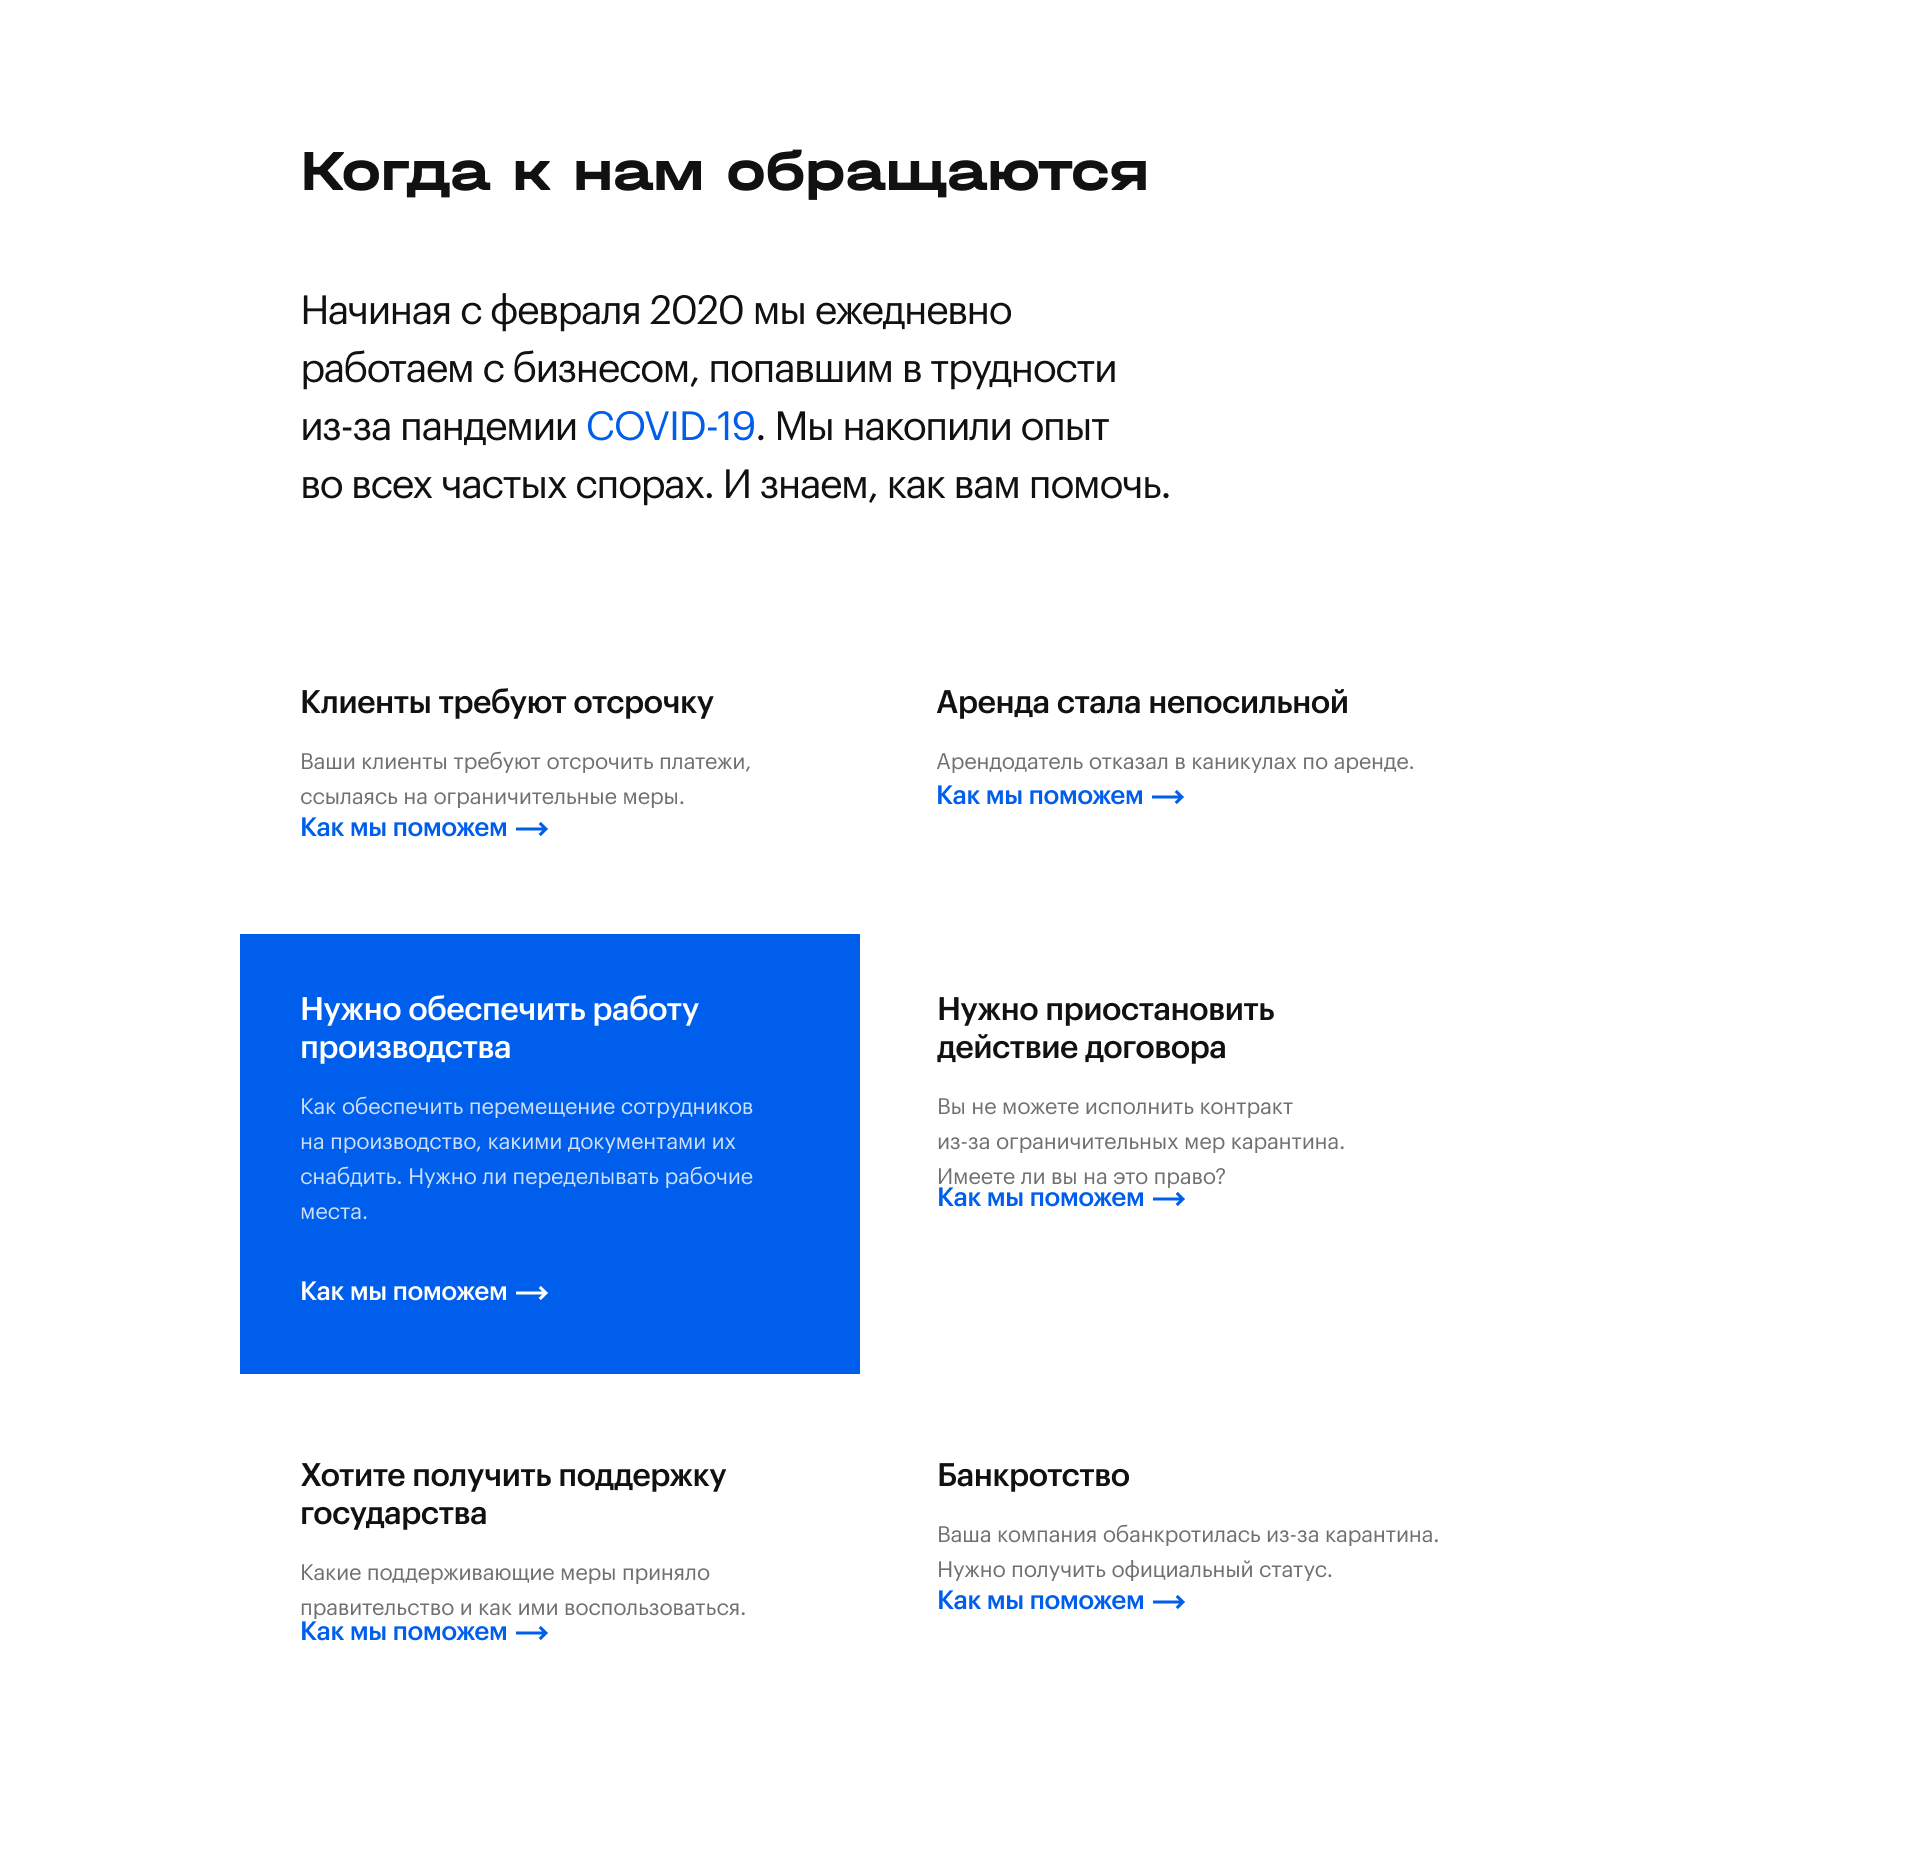 Когда к нам обращаются
Начиная с февраля 2020 мы ежедневно
работаем с бизнесом, попавшим в трудности
из-за пандемии COVID-19. Мы накопили опыт
во всех частых спорах. И знаем, как вам помочь.
Клиенты требуют отсрочку
Ваши клиенты требуют отсрочить платежи,
ссылаясь на ограничительные меры.
Как мы поможем →
Аренда стала непосильной
Арендодатель отказал в каникулах по аренде.
Как мы поможем →
Нужно обеспечить работу
производства
Как обеспечить перемещение сотрудников
на производство, какими документами их
снабдить. Нужно ли переделывать рабочие
места.
Как мы поможем →
Нужно приостановить
действие договора
Вы не можете исполнить контракт
из-за ограничительных мер карантина.
Имеете ли вы на это право?
Как мы поможем →
Хотите получить поддержку
государства
Какие поддерживающие меры приняло
правительство и как ими воспользоваться.
Как мы поможем →
Банкротство
Ваша компания обанкротилась из-за карантина.
Нужно получить официальный статус.
Как мы поможем →